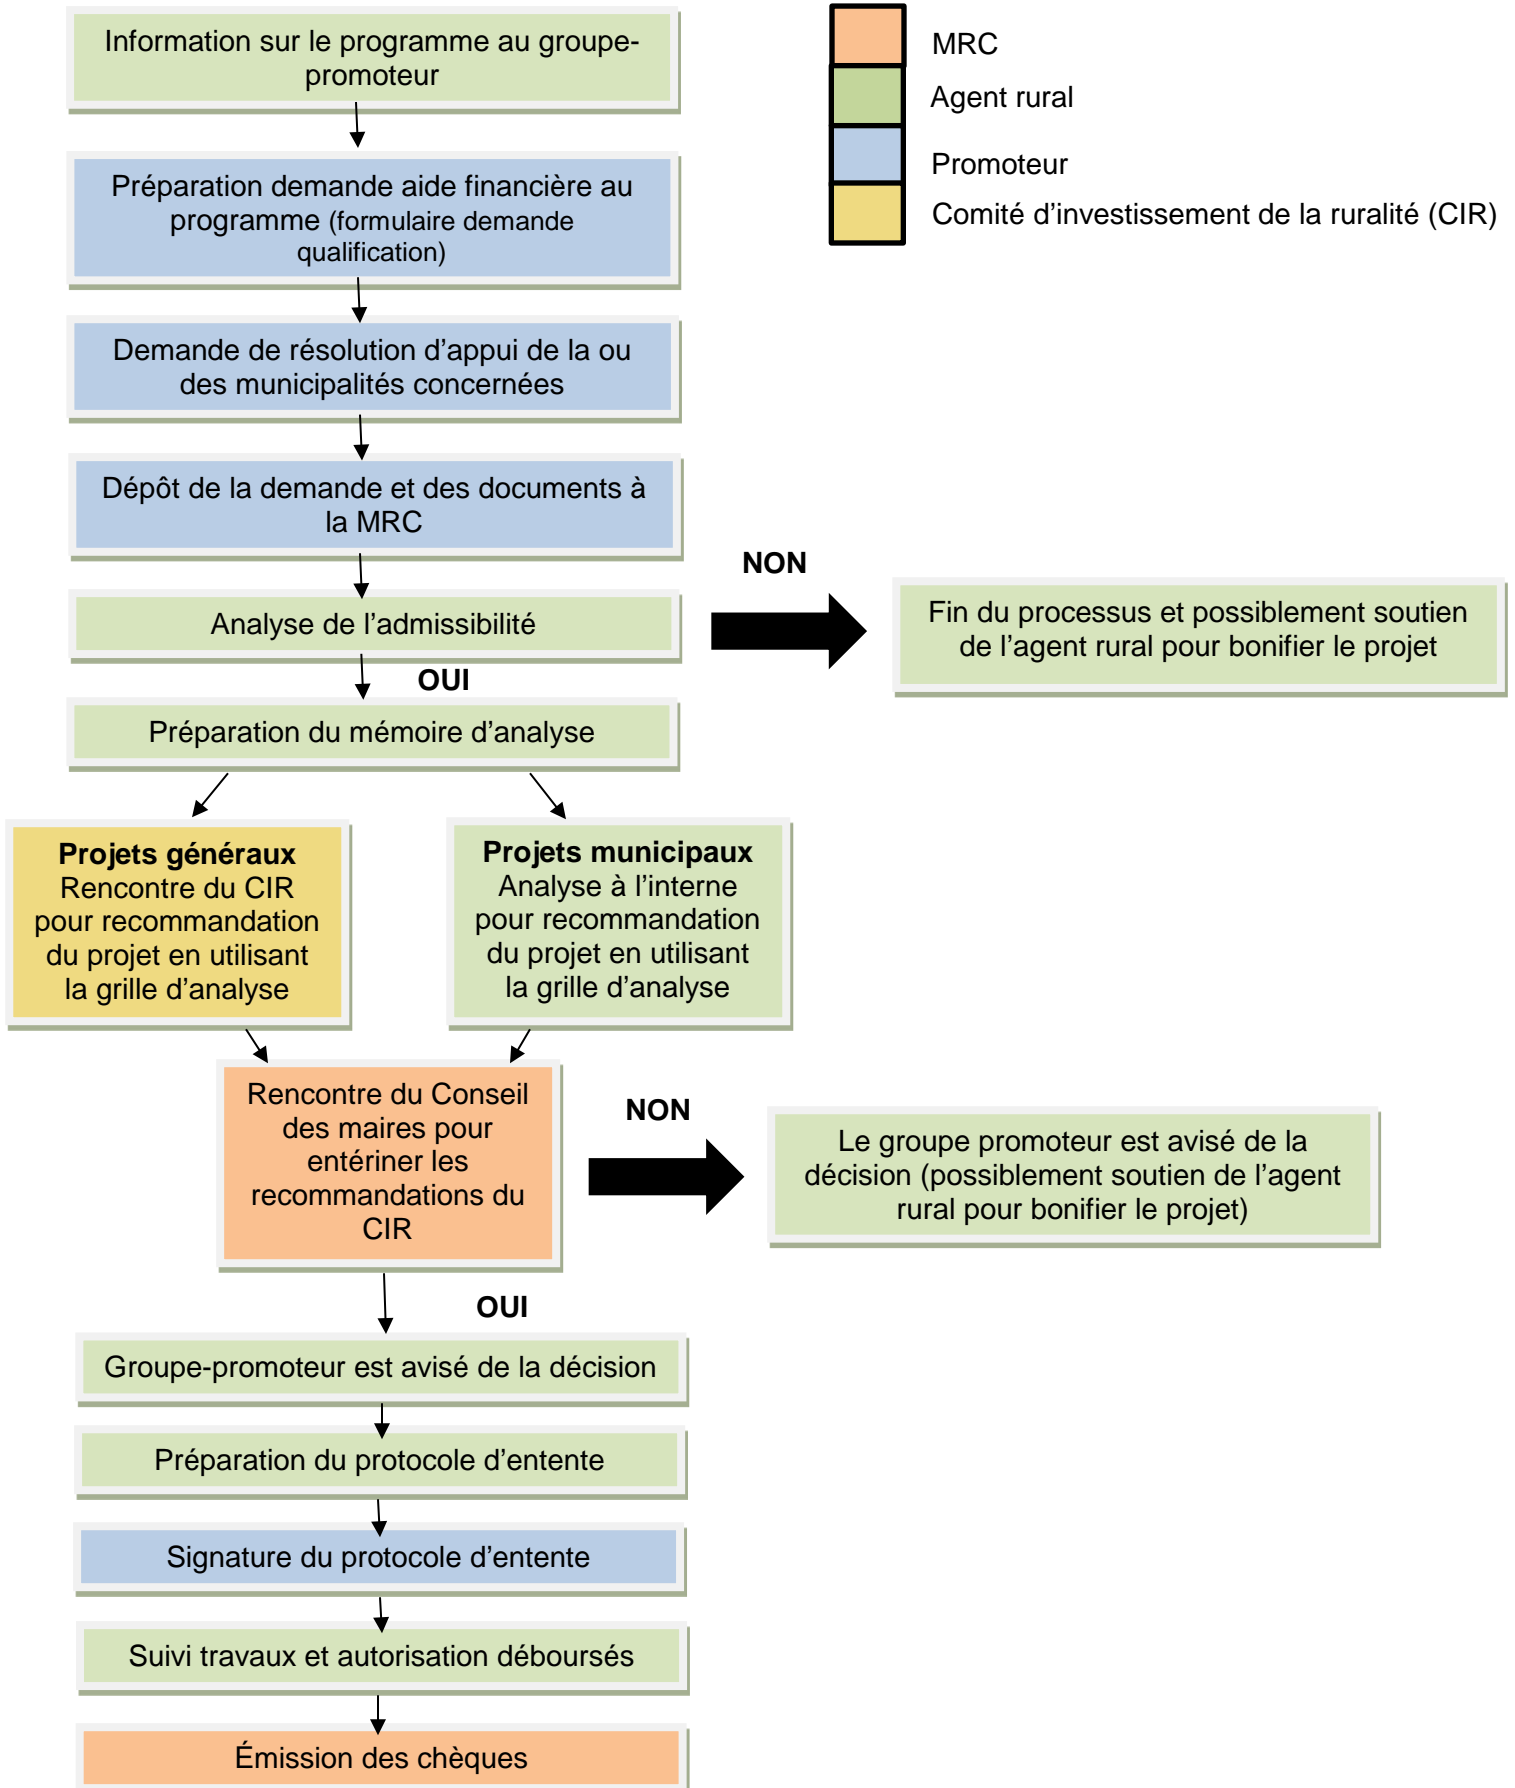 Information sur le programme au groupe-
promoteur
MRC
Agent rural
Promoteur
Comité d’investissement de la ruralité (CIR)
Préparation demande aide financière au
programme (formulaire demande
qualification)
Demande de résolution d’appui de la ou
des municipalités concernées
Dépôt de la demande et des documents à
la MRC
Analyse de l’admissibilité
NON
Fin du processus et possiblement soutien
de l’agent rural pour bonifier le projet
OUI
Préparation du mémoire d’analyse
Projets généraux
Rencontre du CIR
pour recommandation
du projet en utilisant
la grille d’analyse
Projets municipaux
Analyse à l’interne
pour recommandation
du projet en utilisant
la grille d’analyse
Rencontre du Conseil
des maires pour
entériner les
recommandations du
CIR
NON
Le groupe promoteur est avisé de la
décision (possiblement soutien de l’agent
rural pour bonifier le projet)
OUI
Groupe-promoteur est avisé de la décision
Préparation du protocole d’entente
Signature du protocole d’entente
Suivi travaux et autorisation déboursés
Émission des chèques